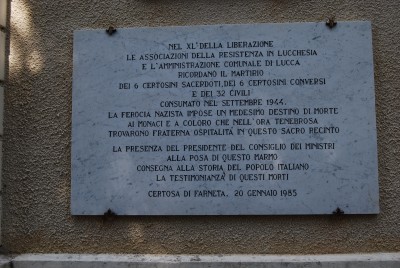 NEL XL° DELLA LIBERAZIONE
LE ASSOCIAZIONI DELLA RESISTENZA IN LUCCHESIA
E L'AMMINISTRAZIONE COMUNALE DI LUCCA
RICORDANO IL MARTIRIO
DEI 6 CERTOSINI SACERDOTI, DEI 6 CERTOSINI CONVERSI
E DEI 32 CIVILI
CONSUMATO NEL SETTEMBRE 1944.
LA FEROCIA NAZISTA IMPOSE UN MEDESIMO DESTINO DI MORTE
AI MONACI E A COLORO CHE NELL'ORA TENEBROSA
TROVARONO FRATERNA OSPITALITÀ IN QUESTO SACRO RECINTO
LA PRESENZA DEL PRESIDENTE DEL CONSIGLIO DEI MINISTRI
ALLA POSA DI QUESTO MARMO
CONSEGNA ALLA STORIA DEL POPOLO ITALIANO
LA TESTIMONIANZA DI QUESTI MORTI
CERTOSA DI FARNETA, 20 GENNAIO 1985